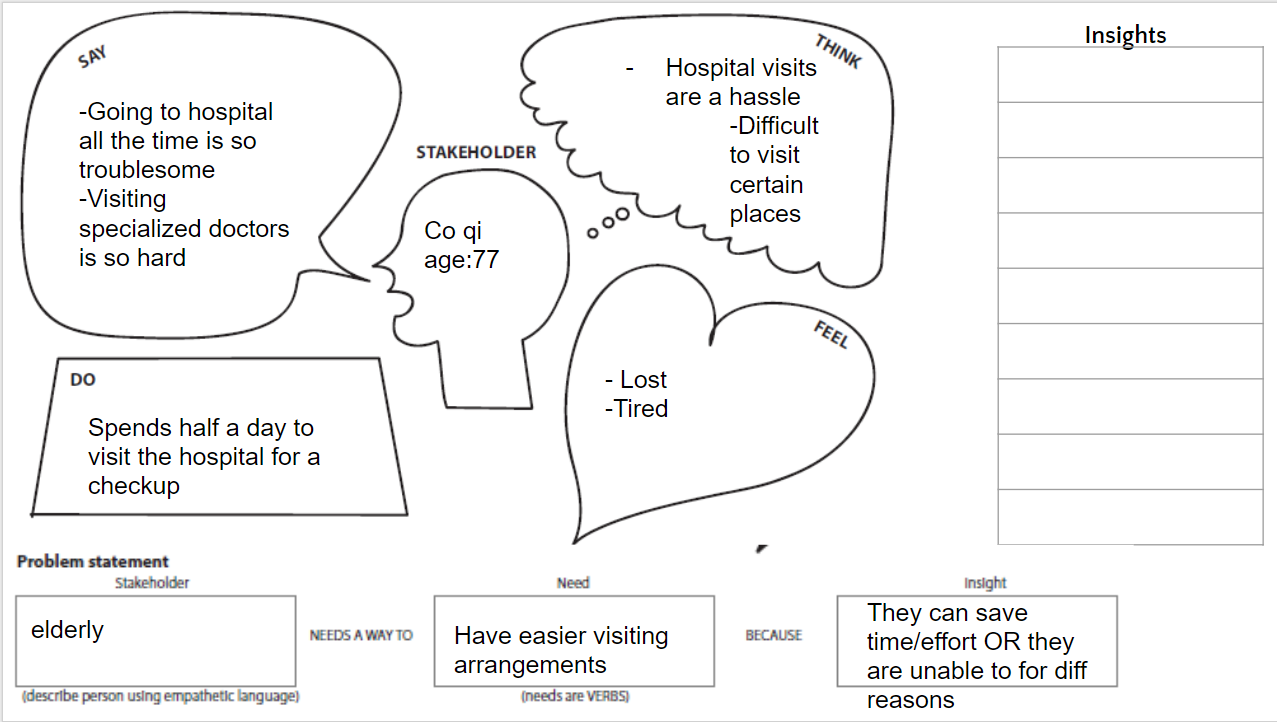 SAY
-Going to hospital
all the time is so
troublesome
-Visiting
specialized doctors
is so hard
STAKEHOLDER
Co qi
age:77
THINK
- Hospital visits
are a hassle
-Difficult
to visit
certain
places
Insights
DO
Spends half a day to
visit the hospital for a
checkup
FEEL
- Lost
-Tired
Problem statement
Stakeholder
elderly
(describe person using empathetic language)
NEEDS A WAY TO
Need
Have easier visiting
arrangements
(needs are VERBS)
BECAUSE
Insight
They can save
time/effort OR they
are unable to for diff
reasons